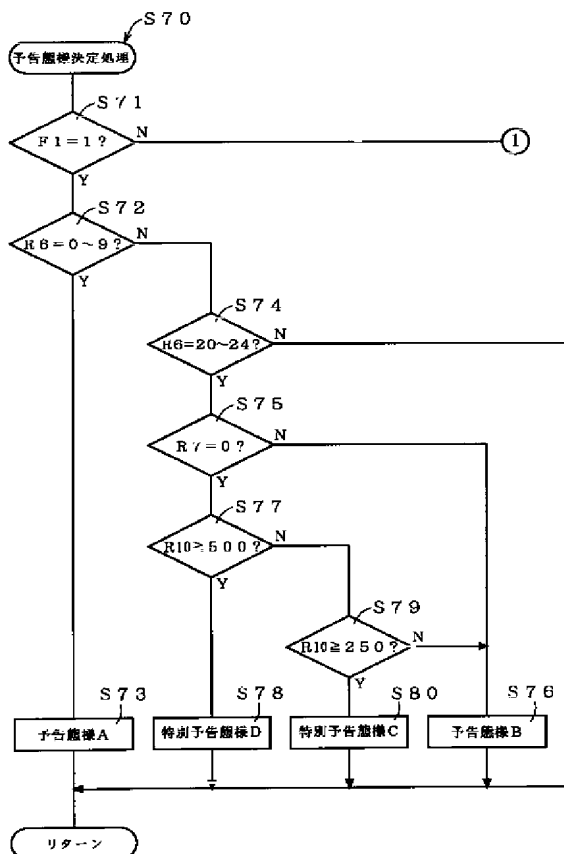 S70
予告態様決定処理
S71
F1=1?
N
①
Y
S72
R6=0~9?
N
Y
S74
R6=20~24?
N
Y
S75
R7=0?
N
Y
S77
R10≧500?
N
Y
S79
R10≧250?
N
Y
S73
S78
S80
S76
予告態様A
特別予告態様D
特別予告態様C
予告態様B
リターン